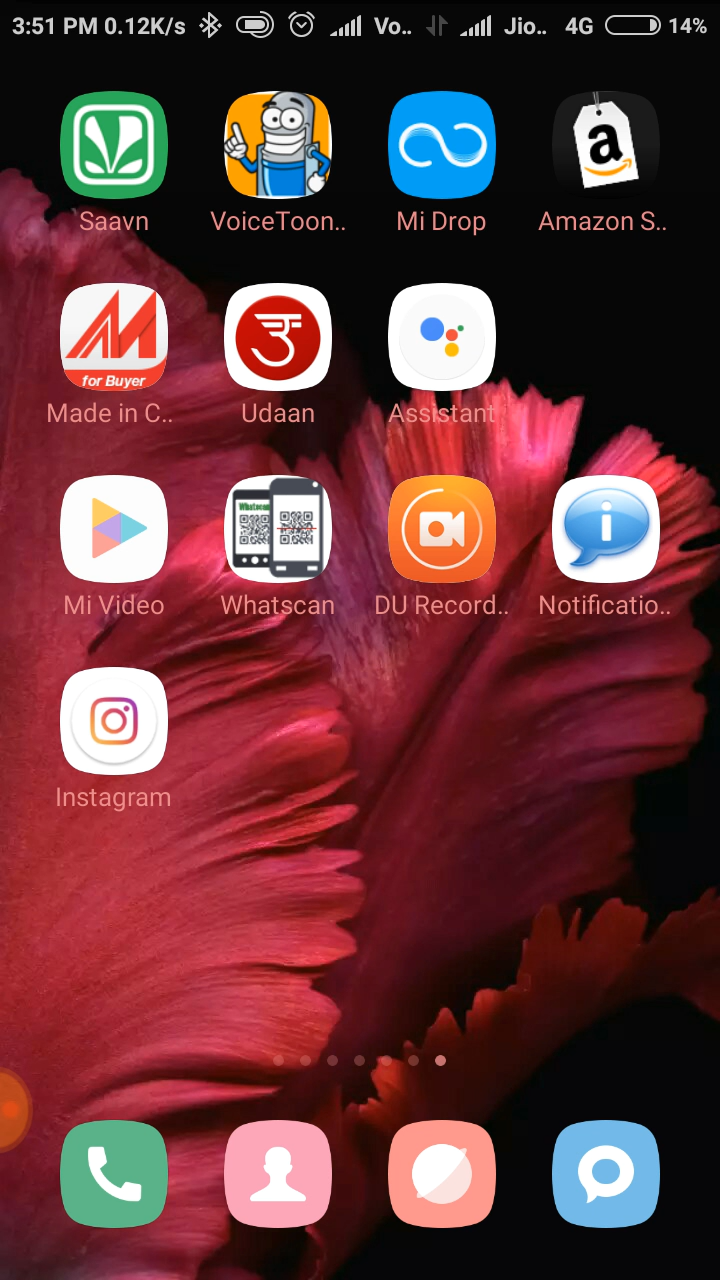 3:51 PM 0.12K/s Vo.. Jio.. 4G 14%
Saavn VoiceToon.. Mi Drop Amazon S..
a
for Buyer
Made in C.. Udaan Assistant
Whatscan
i
Mi Video Whatscan DU Record.. Notificatio..
Instagram